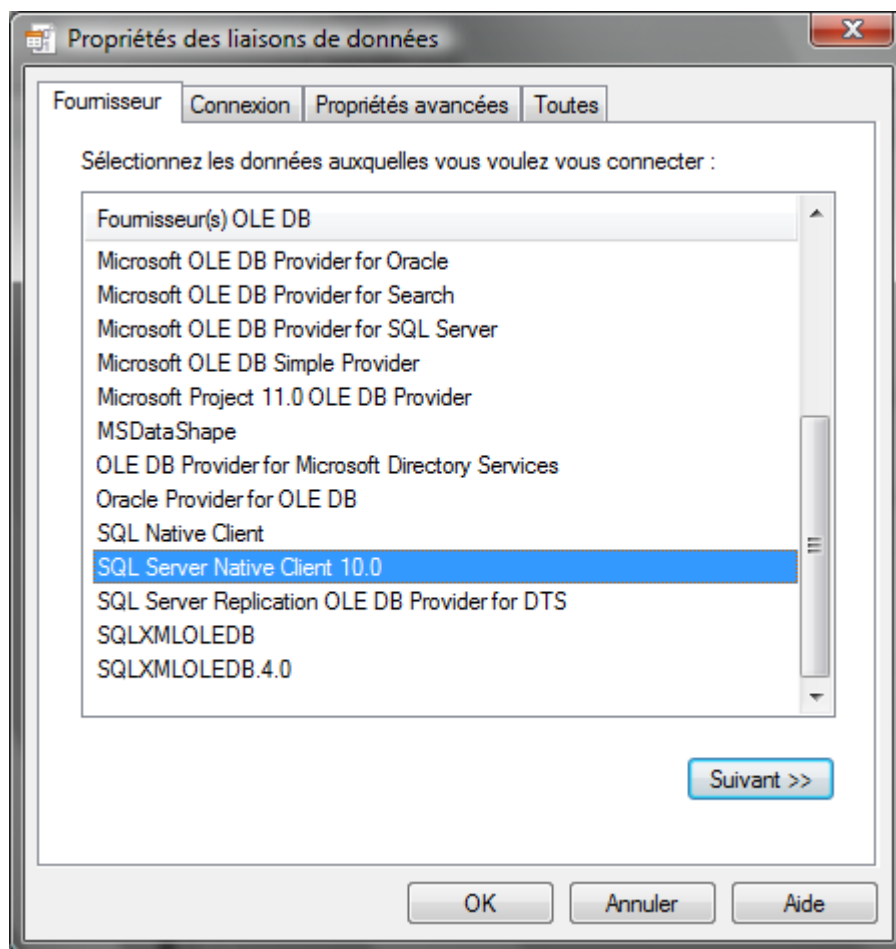 Propriétés des liaisons de données
Fournisseur Connexion Propriétés avancées Toutes
Sélectionnez les données auxquelles vous voulez vous connecter :
Fournisseur(s) OLE DB
Microsoft OLE DB Provider for Oracle
Microsoft OLE DB Provider for Search
Microsoft OLE DB Provider for SQL Server
Microsoft OLE DB Simple Provider
Microsoft Project 11.0 OLE DB Provider
MSDataShape
OLE DB Provider for Microsoft Directory Services
Oracle Provider for OLE DB
SQL Native Client
SQL Server Native Client 10.0
SQL Server Replication OLE DB Provider for DTS
SQLXMLOLEDB
SQLXMLOLEDB.4.0
Suivant >>
OK Annuler Aide